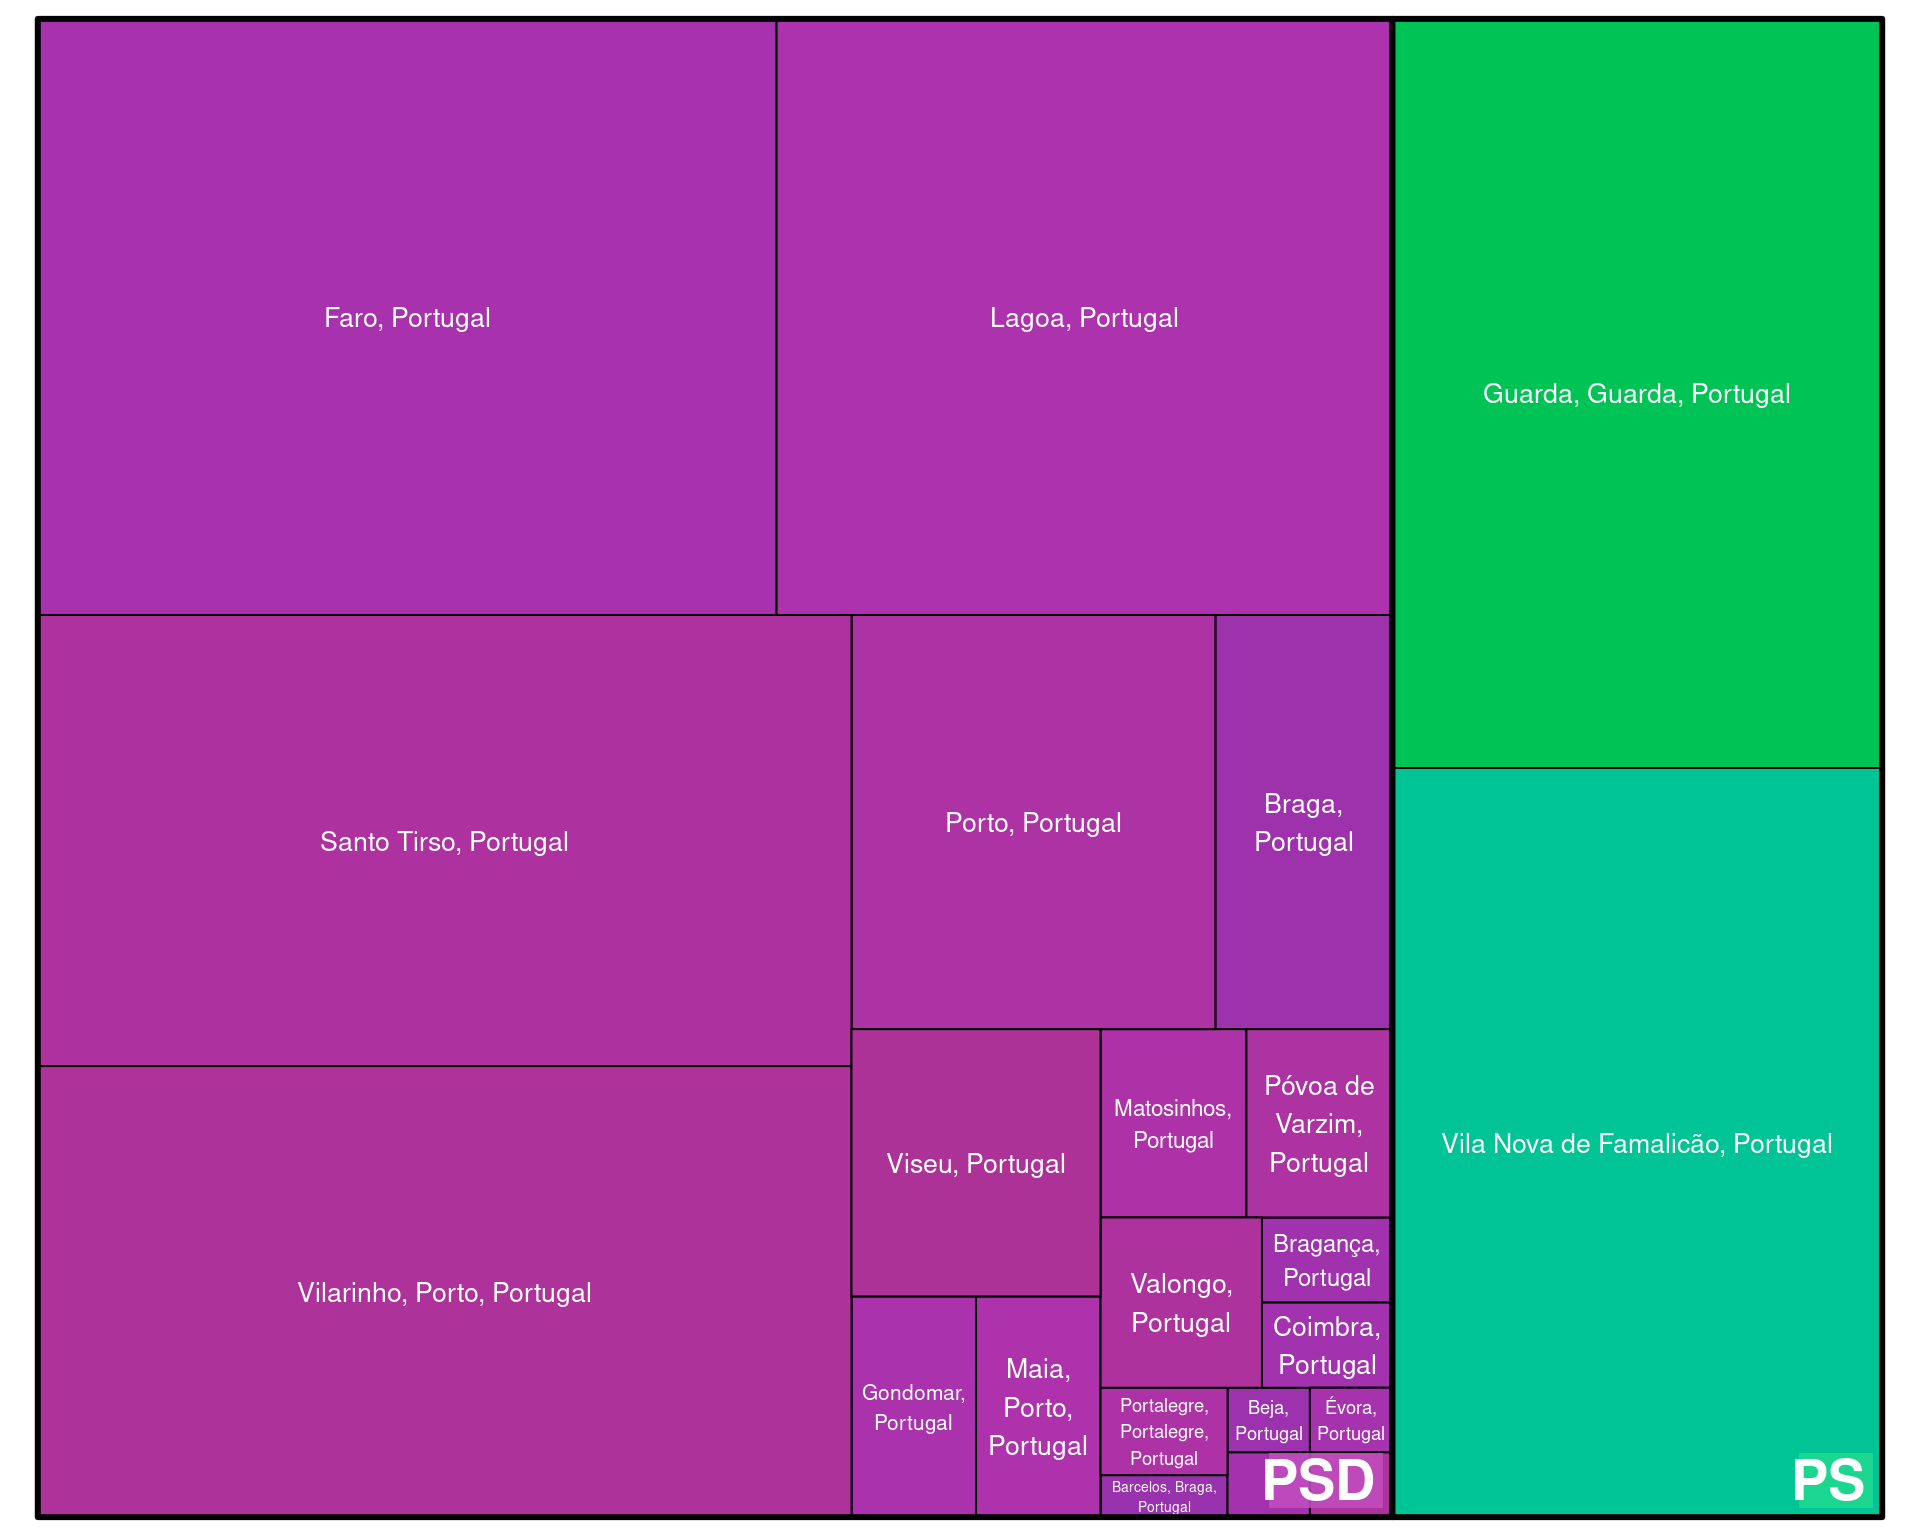 Faro, Portugal
Lagoa, Portugal
Guarda, Guarda, Portugal
Santo Tirso, Portugal
Porto, Portugal
Braga,
Portugal
Vilarinho, Porto, Portugal
Viseu, Portugal
Matosinhos,
Portugal
Póvoa de
Varzim,
Portugal
Vila Nova de Famalicão, Portugal
Valongo,
Portugal
Bragança,
Portugal
Coimbra,
Portugal
Gondomar,
Portugal
Maia,
Porto,
Portugal
Portalegre,
Portalegre,
Portugal
Beja,
Portugal
Évora,
Portugal
Barcelos, Braga,
Portugal
PSD
PS